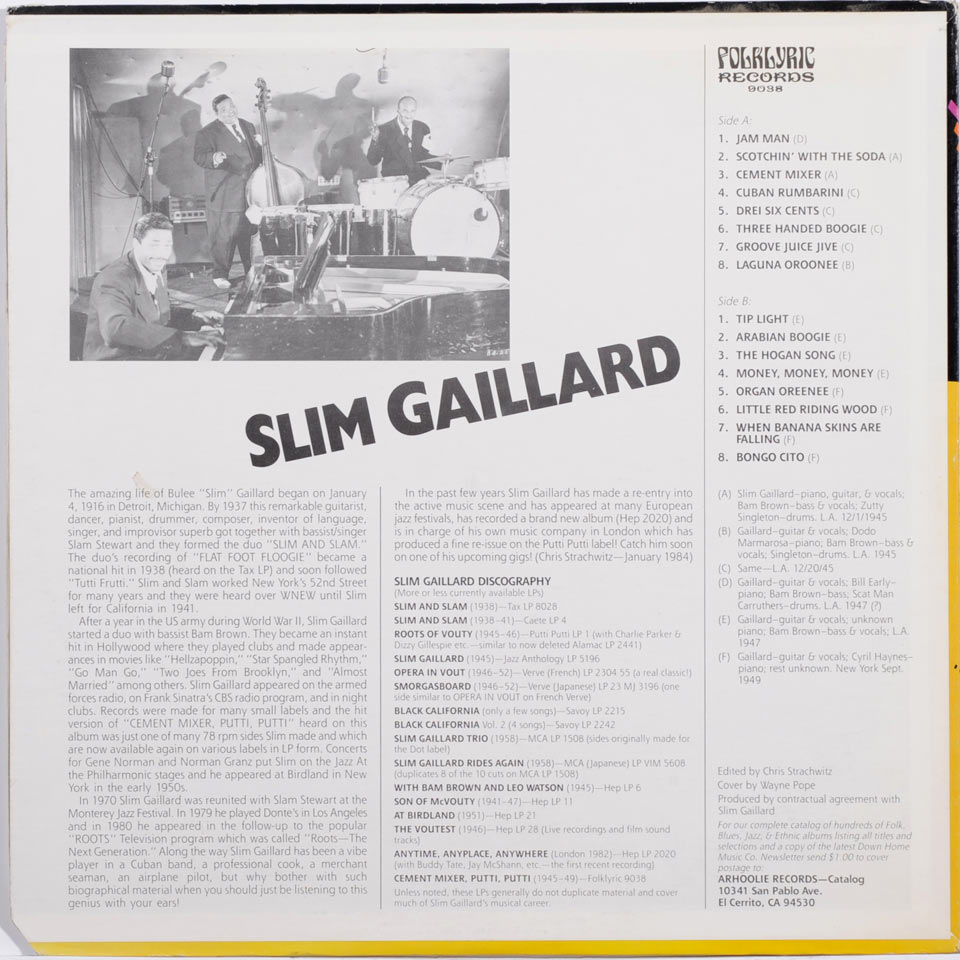 SLIM GAILLARD
The amazing life of Bulee "Slim" Gaillard began on January
4, 1916 in Detroit, Michigan. By 1937 this remarkable guitarist,
dancer, pianist, drummer, composer, inventor of language,
singer, and improvisor superb got together with bassist/singer
Slam Stewart and they formed the duo "SLIM AND SLAM."
The duo's recording of "FLAT FOOT FLOOGIE" became a
national hit in 1938 (heard on the Tax LP) and soon followed
"Tutti Frutti." Slim and Slam worked New York's 52nd Street
for many years and they were heard over WNEW until Slim
left for California in 1941.
After a year in the US army during World War II, Slim Gaillard
started a duo with bassist Bam Brown. They became an instant
hit in Hollywood where they played clubs and made appear-
ances in movies like "Hellzapoppin," "Star Spangled Rhythm,"
"Go Man Go," "Two Joes From Brooklyn," and "Almost
Married" among others. Slim Gaillard appeared on the armed
forces radio, on Frank Sinatra's CBS radio program, and in night
clubs. Records were made for many small labels and the hit
version of "CEMENT MIXER, PUTTI, PUTTI" heard on this
album was just one of many 78 rpm sides Slim made and which
are now available again on various labels in LP form. Concerts
for Gene Norman and Norman Granz put Slim on the Jazz At
the Philharmonic stages and he appeared at Birdland in New
York in the early 1950s.
In 1970 Slim Gaillard was reunited with Slam Stewart at the
Monterey Jazz Festival. In 1979 he played Donte's in Los Angeles
and in 1980 he appeared in the follow-up to the popular
"ROOTS" Television program which was called "Roots—The
Next Generation." Along the way Slim Gaillard has been a vibe
player in a Cuban band, a professional cook, a merchant
seaman, an airplane pilot, but why bother with such
biographical material when you should be just listening to this
genius with your ears!
In the past few years Slim Gaillard has made a re-entry into
the active music scene and has appeared at many European
jazz festivals, has recorded a brand new album (Hep 2020) and
is in charge of his own music company in London which has
produced a fine re-issue on the Putti Putti label! Catch him soon
on one of his upcoming gigs! (Chris Strachwitz—January 1984)
SLIM GAILLARD DISCOGRAPHY
(More or less currently available LPs)
SLIM AND SLAM (1938)—Tax LP 8028
SLIM AND SLAM (1938-41)—Caete LP 4
ROOTS OF VOUTY (1945-46)—Putti Putti LP 1 (with Charlie Parker &
Dizzy Gillespie etc.—similar to now deleted Alamac LP 2441)
SLIM GAILLARD (1945)—Jazz Anthology LP 5196
OPERA IN VOUT (1946-52)—Verve (French) LP 2304 55 (a real classic!)
SMORGASBOARD (1946-52)—Verve (Japanese) LP 23 MJ 3196 (one
side similar to OPERA IN VOUT on French Verve)
BLACK CALIFORNIA (only a few songs)—Savoy LP 2215
BLACK CALIFORNIA Vol. 2 (4 songs)—Savoy LP 2242
SLIM GAILLARD TRIO (1958)—MCA LP 1508 (sides originally made for
the Dot label)
SLIM GAILLARD RIDES AGAIN (1958)—MCA (Japanese) LP VIM 5608
(duplicates 8 of the 10 cuts on MCA LP 1508)
WITH BAM BROWN AND LEO WATSON (1945)—Hep LP 6
SON OF McVOUTY (1941-47)—Hep LP 11
AT BIRDLAND (1951)—Hep LP 21
THE VOUTEST (1946)—Hep LP 28 (Live recordings and film sound
tracks)
ANYTIME, ANYPLACE, ANYWHERE (London 1982)—Hep LP 2020
(with Buddy Tate, Jay McShann, etc.—the first recent recording)
CEMENT MIXER, PUTTI, PUTTI (1945-49)—Folklyric 9038
Unless noted, these LPs generally do not duplicate material and cover
much of Slim Gaillard's musical career.
FOLKLYRIC
RECORDS
9038
Side A:
1. JAM MAN (D)
2. SCOTCHIN' WITH THE SODA (A)
3. CEMENT MIXER (A)
4. CUBAN RUMBARINI (C)
5. DREI SIX CENTS (C)
6. THREE HANDED BOOGIE (C)
7. GROOVE JUICE JIVE (C)
8. LAGUNA OROONEE (B)
Side B:
1. TIP LIGHT (E)
2. ARABIAN BOOGIE (E)
3. THE HOGAN SONG (E)
4. MONEY, MONEY, MONEY (E)
5. ORGAN OREENEE (F)
6. LITTLE RED RIDING WOOD (F)
7. WHEN BANANA SKINS ARE
FALLING (F)
8. BONGO CITO (F)
(A) Slim Gaillard–piano, guitar, & vocals;
Bam Brown–bass & vocals; Zutty
Singleton–drums. L.A. 12/1/1945
(B) Gaillard–guitar & vocals; Dodo
Marmarosa–piano; Bam Brown–bass &
vocals; Singleton–drums. L.A. 1945
(C) Same—L.A. 12/20/45
(D) Gaillard–guitar & vocals; Bill Early–
piano; Bam Brown–bass; Scat Man
Carruthers–drums. L.A. 1947 (?)
(E) Gaillard–guitar & vocals; unknown
piano; Bam Brown–bass & vocals; L.A.
1947
(F) Gaillard–guitar & vocals; Cyril Haynes–
piano; rest unknown. New York Sept.
1949
Edited by Chris Strachwitz
Cover by Wayne Pope
Produced by contractual agreement with
Slim Gaillard
For our complete catalog of hundreds of Folk,
Blues, Jazz, & Ethnic albums listing all titles and
selections and a copy of the latest Down Home
Music Co. Newsletter send $1.00 to cover
postage to:
ARHOOLIE RECORDS—Catalog
10341 San Pablo Ave.
El Cerrito, CA 94530